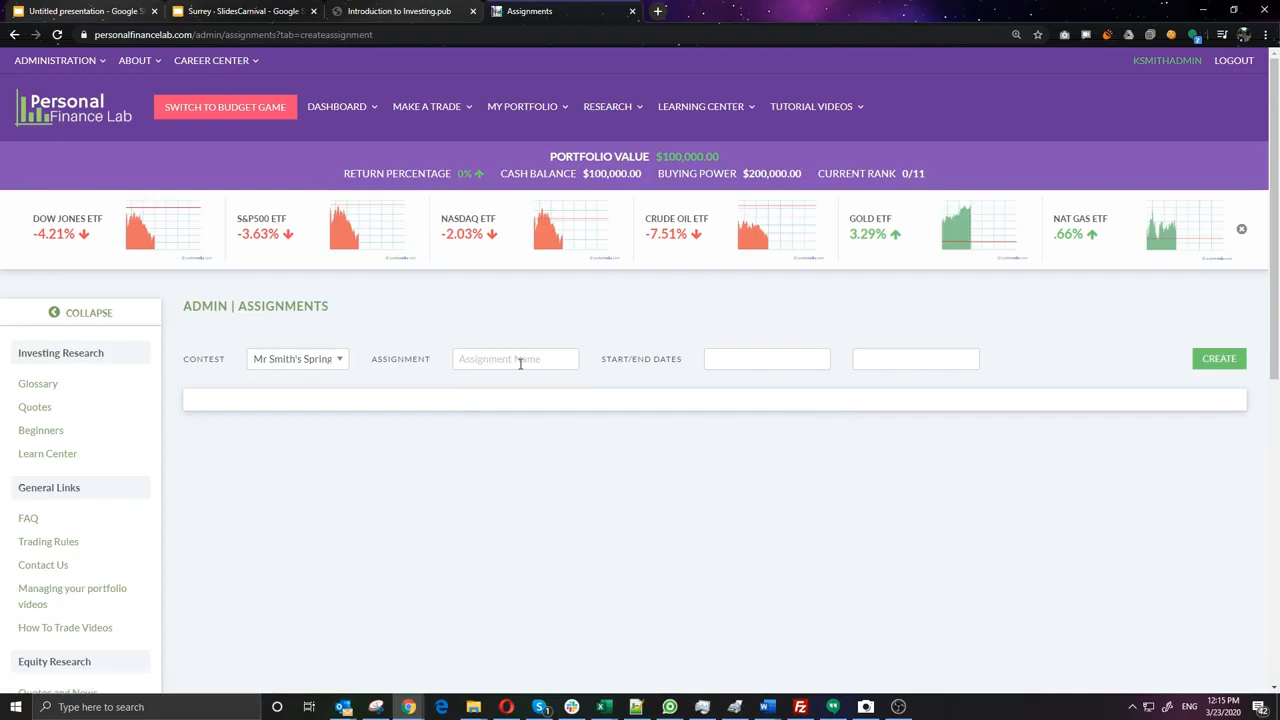 Nursery Song - Google Slides
Introduction to Investing.pub
Assignments
personalfinancelab.com/admin/assignments?tab=createassignment
ADMINISTRATION ABOUT CAREER CENTER KSMITHADMIN LOGOUT
Personal Finance Lab
SWITCH TO BUDGET GAME DASHBOARD MAKE A TRADE MY PORTFOLIO RESEARCH LEARNING CENTER TUTORIAL VIDEOS
PORTFOLIO VALUE $100,000.00
RETURN PERCENTAGE 0% CASH BALANCE $100,000.00 BUYING POWER $200,000.00 CURRENT RANK 0/11
DOW JONES ETF
-4.21%
S&P500 ETF
-3.63%
NASDAQ ETF
-2.03%
CRUDE OIL ETF
-7.51%
GOLD ETF
3.29%
NAT GAS ETF
.66%
COLLAPSE
ADMIN | ASSIGNMENTS
CONTEST Mr Smith's Spring ASSIGNMENT Assignment Name START/END DATES CREATE
Investing Research
Glossary
Quotes
Beginners
Learn Center
General Links
FAQ
Trading Rules
Contact Us
Managing your portfolio
videos
How To Trade Videos
Equity Research
Quotes and News
Type here to search
12:15 PM
3/23/2020